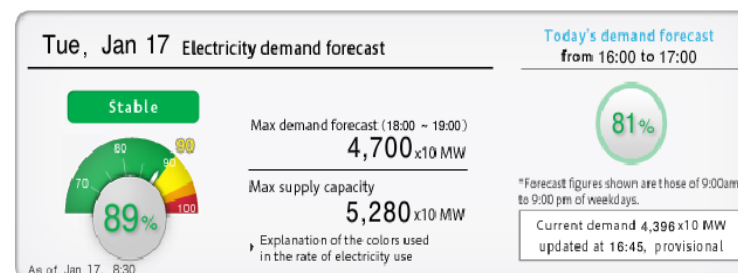 Tue, Jan 17 Electricity demand forecast
Stable
70
80
90
90
100
89%
As of Jan 17, 8:30
Max demand forecast (18:00 ~ 19:00)
4,700x10 MW
Max supply capacity
5,280x10 MW
Explanation of the colors used
in the rate of electricity use
Today's demand forecast
from 16:00 to 17:00
81%
*Forecast figures shown are those of 9:00am
to 9:00 pm of weekdays.
Current demand 4,396x10 MW
updated at 16:45, provisional